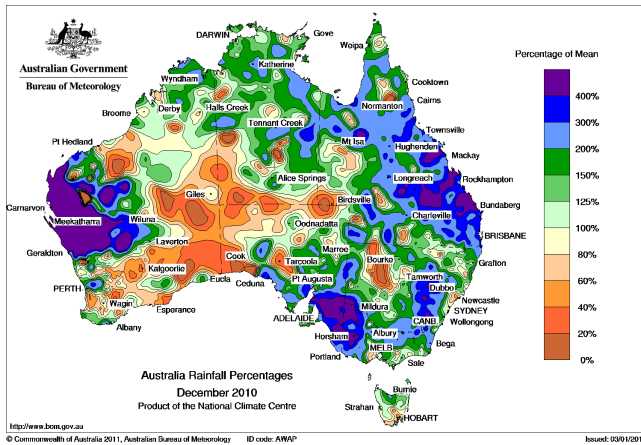 Australian Government
Bureau of Meteorology
DARWIN
Gove
Weipa
Katherine
Wyndham
Cooktown
Cairns
Derby
Halls Creek
Normanton
Broome
Tennant Creek
Townsville
Pt Hedland
Mt Isa
Hughenden
Mackay
Longreach
Rockhampton
Alice Springs
Giles
Birdsville
Carnarvon
Meekatharra
Wiluna
Charleville
Bundaberg
Oodnadatta
BRISBANE
Laverton
Marree
Geraldton
Cook
Tarcoola
Bourke
Grafton
Kalgoorlie
Eucla
Ceduna
Pt Augusta
Tamworth
PERTH
Dubbo
Wagin
Esperance
Mildura
Newcastle
SYDNEY
ADELAIDE
CANB.
Wollongong
Albany
Horsham
Albury
Bega
Portland
MELB
Sale
Burnie
Strahan
HOBART
Percentage of Mean
400%
300%
200%
150%
125%
100%
80%
60%
40%
20%
0%
Australia Rainfall Percentages
December 2010
Product of the National Climate Centre
http://www.bom.gov.au
© Commonwealth of Australia 2011, Australian Bureau of Meteorology ID code: AWAP Issued: 03/01/201